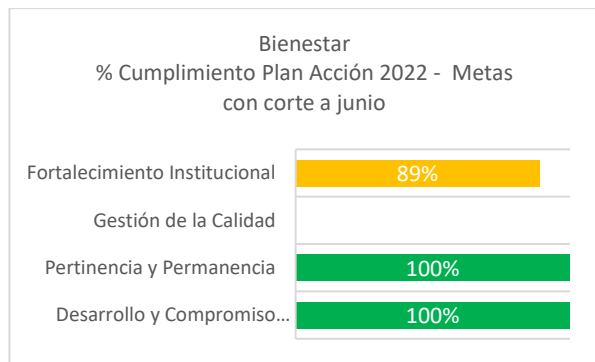 Bienestar
% Cumplimiento Plan Acción 2022 - Metas
con corte a junio
Fortalecimiento Institucional 89%
Gestión de la Calidad
Pertinencia y Permanencia 100%
Desarrollo y Compromiso... 100%